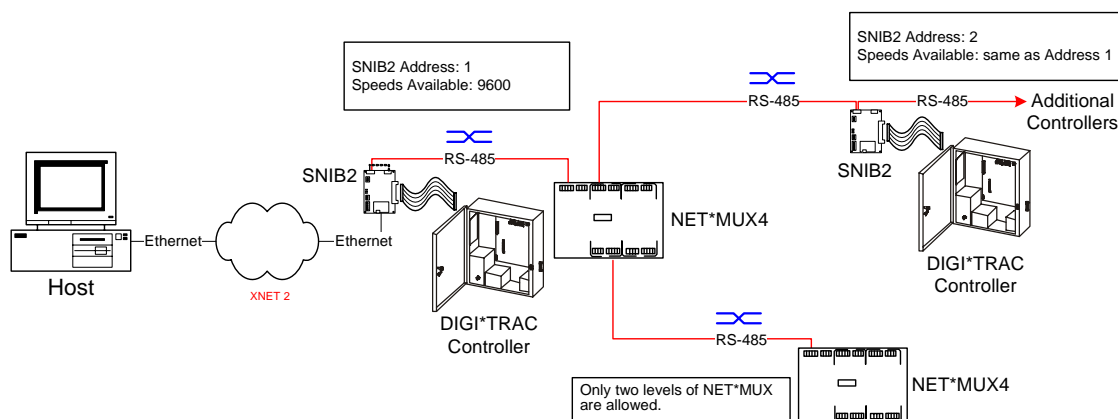 SNIB2 Address: 1
Speeds Available: 9600
SNIB2 Address: 2
Speeds Available: same as Address 1
RS-485
RS-485
Additional
Controllers
RS-485
SNIB2
SNIB2
NET*MUX4
Ethernet
Ethernet
Host
XNET 2
DIGI*TRAC
Controller
DIGI*TRAC
Controller
RS-485
Only two levels of NET*MUX
are allowed.
NET*MUX4